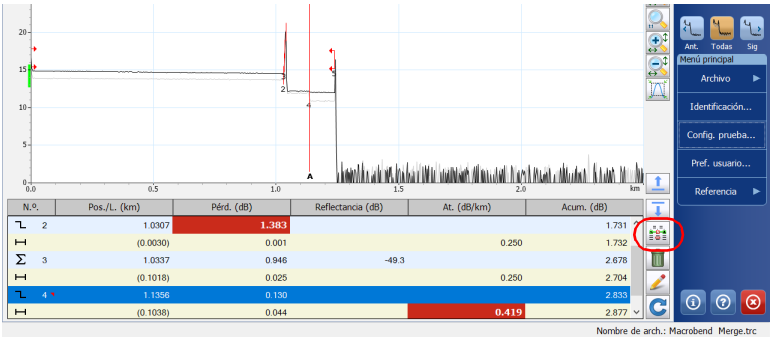 20
15
10
5
0.0 0.5 1.0 1.5 2.0 km
3
2
4
5
A
Ant. Todas Sig
Menú principal
Archivo
Identificación...
Config. prueba...
Pref. usuario...
Referencia
N.º. Pos./L. (km) Pérd. (dB) Reflectancia (dB) At. (dB/km) Acum. (dB)
2 1.0307 1.383 1.731
(0.0030) 0.001 0.250 1.732
Σ 3 1.0337 0.946 -49.3 2.678
(0.1018) 0.025 0.250 2.704
4 * 1.1356 0.130 2.833
(0.1038) 0.044 0.419 2.877
Nombre de arch.: Macrobend Merge.trc